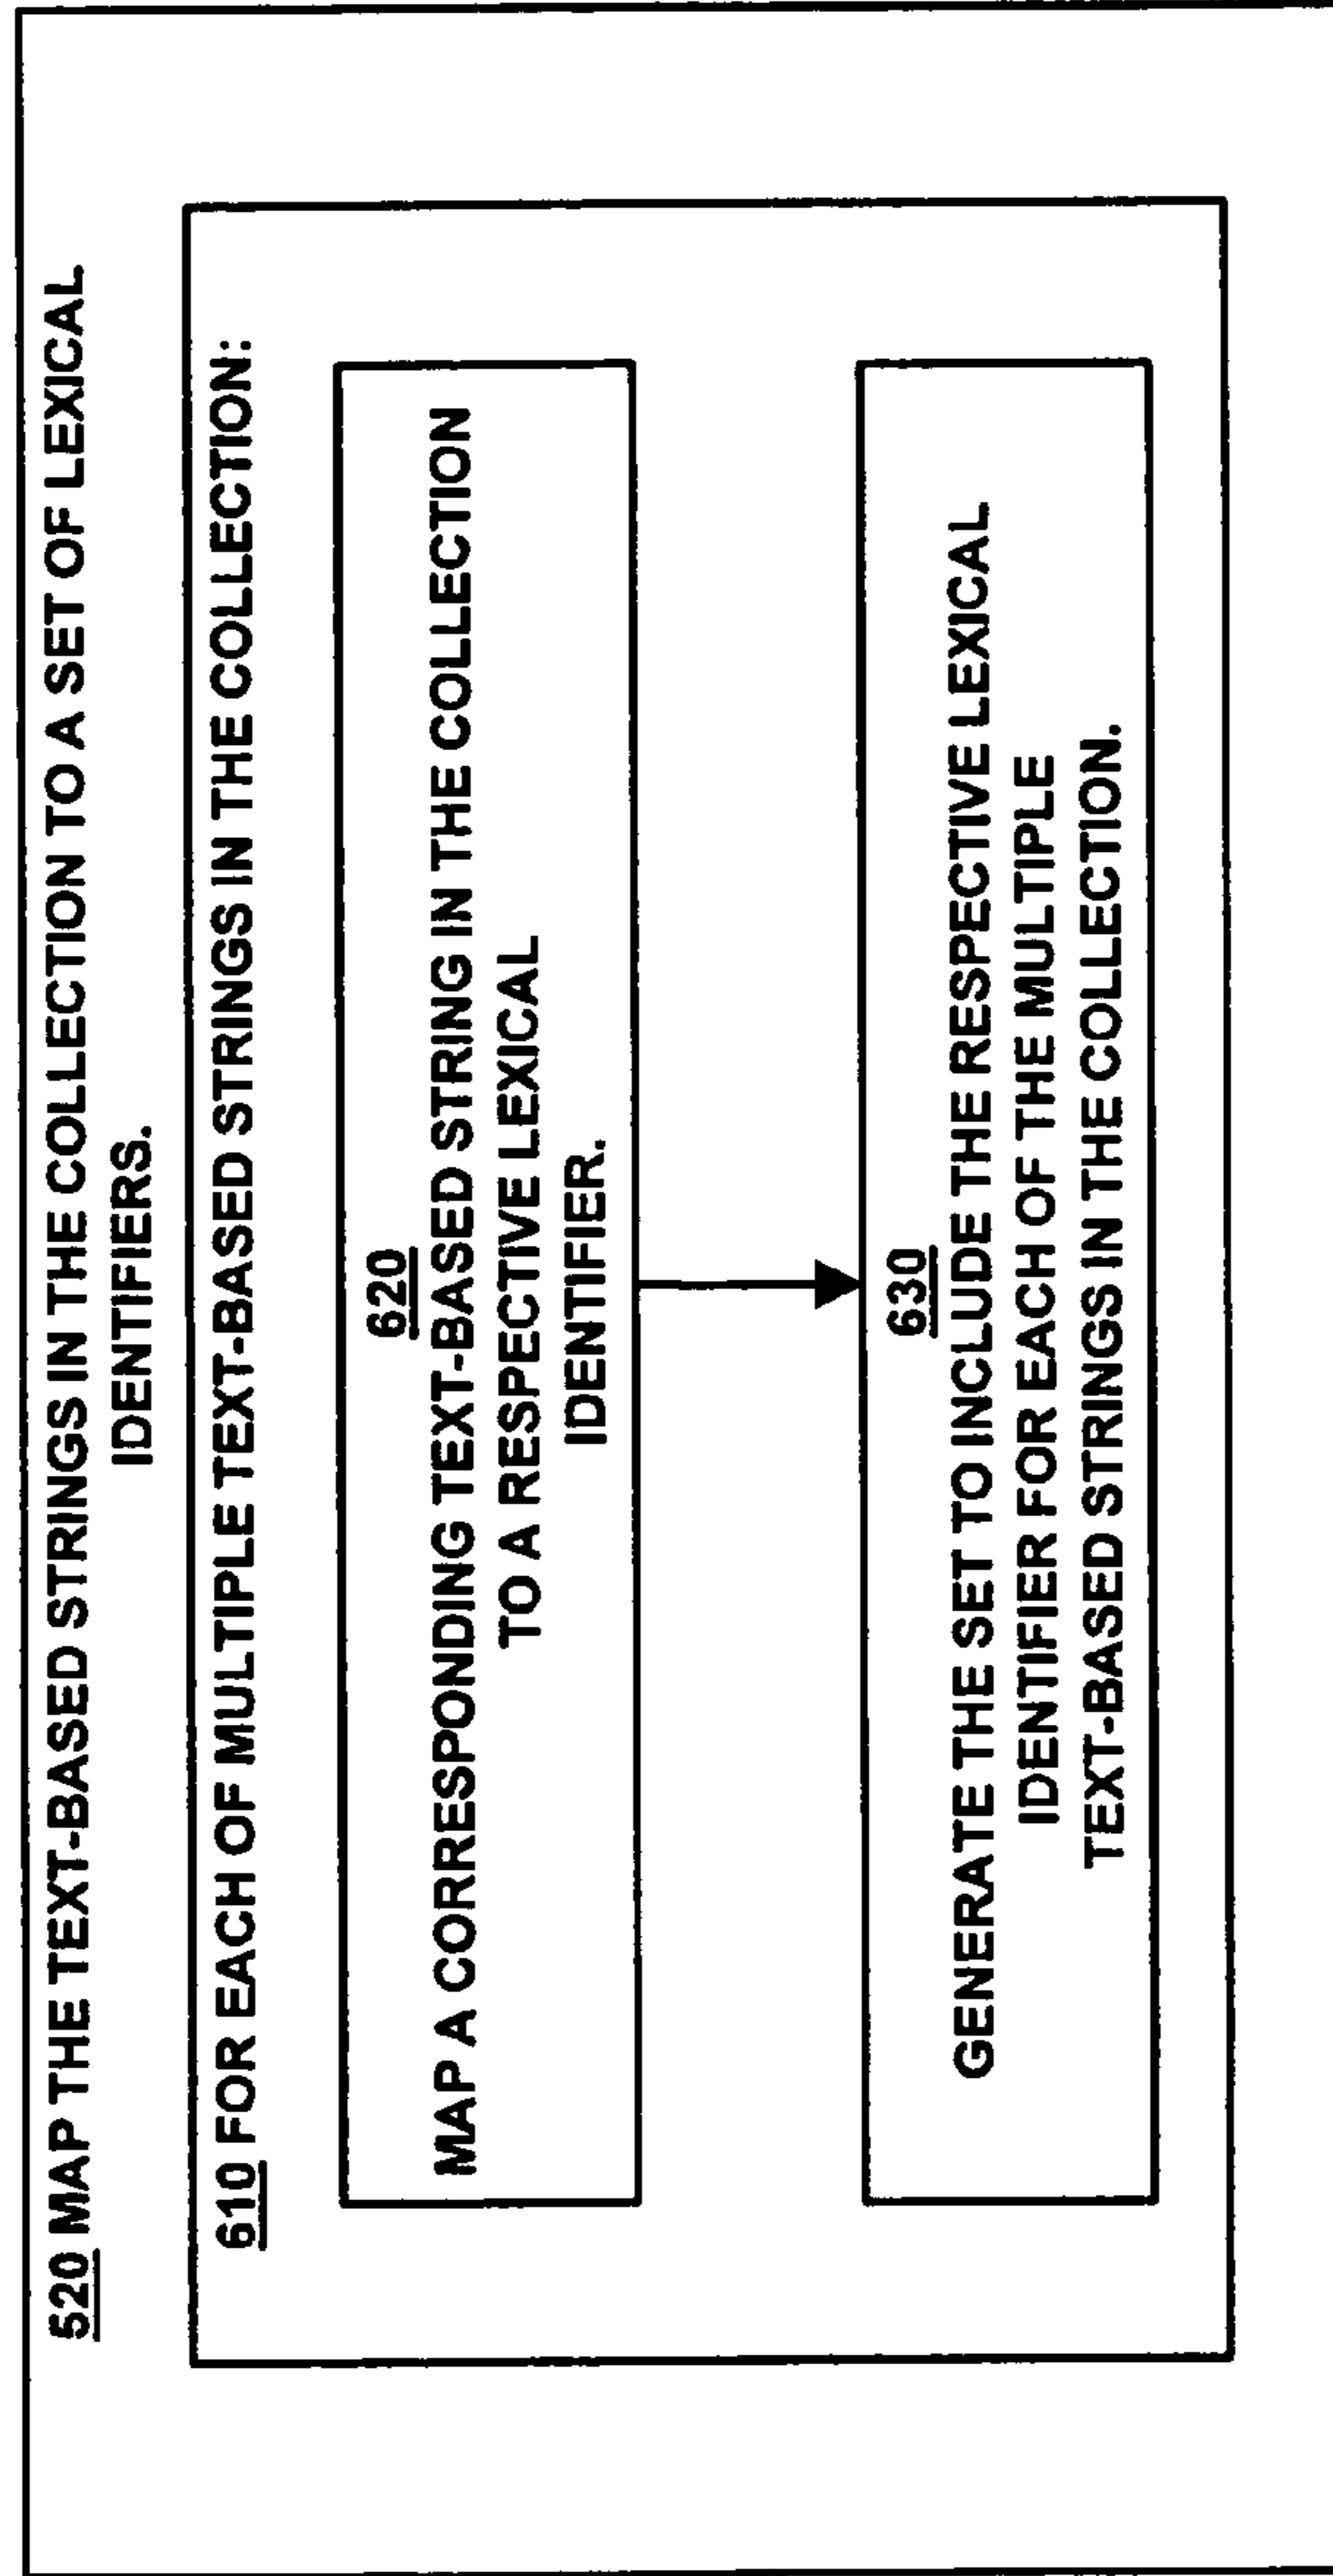 520 MAP THE TEXT-BASED STRINGS IN THE COLLECTION TO A SET OF LEXICAL
IDENTIFIERS.
610 FOR EACH OF MULTIPLE TEXT-BASED STRINGS IN THE COLLECTION:
620
MAP A CORRESPONDING TEXT-BASED STRING IN THE COLLECTION
TO A RESPECTIVE LEXICAL
IDENTIFIER.
630
GENERATE THE SET TO INCLUDE THE RESPECTIVE LEXICAL
IDENTIFIER FOR EACH OF THE MULTIPLE
TEXT-BASED STRINGS IN THE COLLECTION.